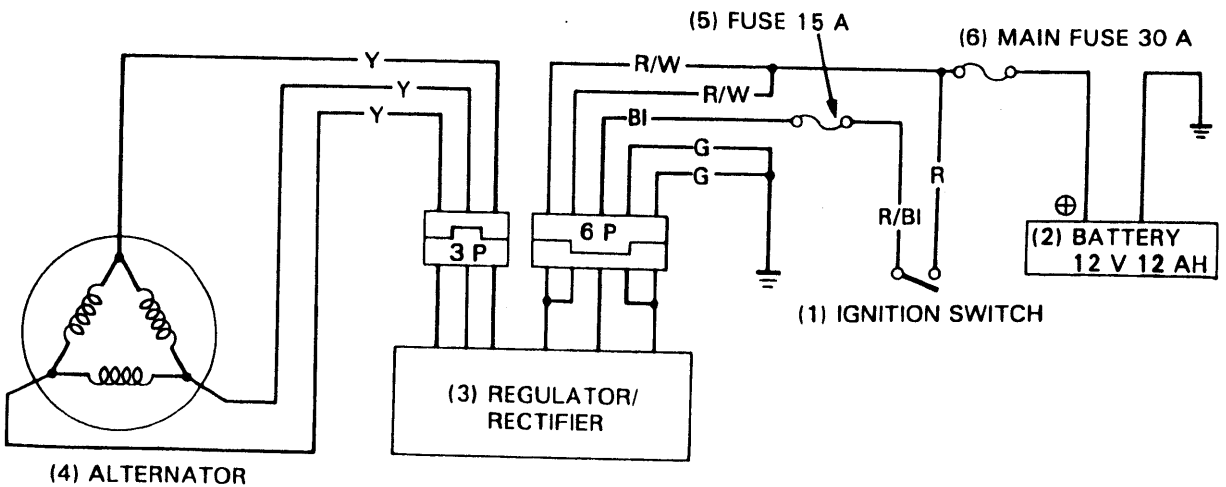 (5) FUSE 15 A
(6) MAIN FUSE 30 A
Y
R/W
Y
R/W
Y
Bl
G
G
R
R/Bl
⊕
3 P
6 P
(2) BATTERY
12 V 12 AH
(1) IGNITION SWITCH
(3) REGULATOR/
RECTIFIER
(4) ALTERNATOR